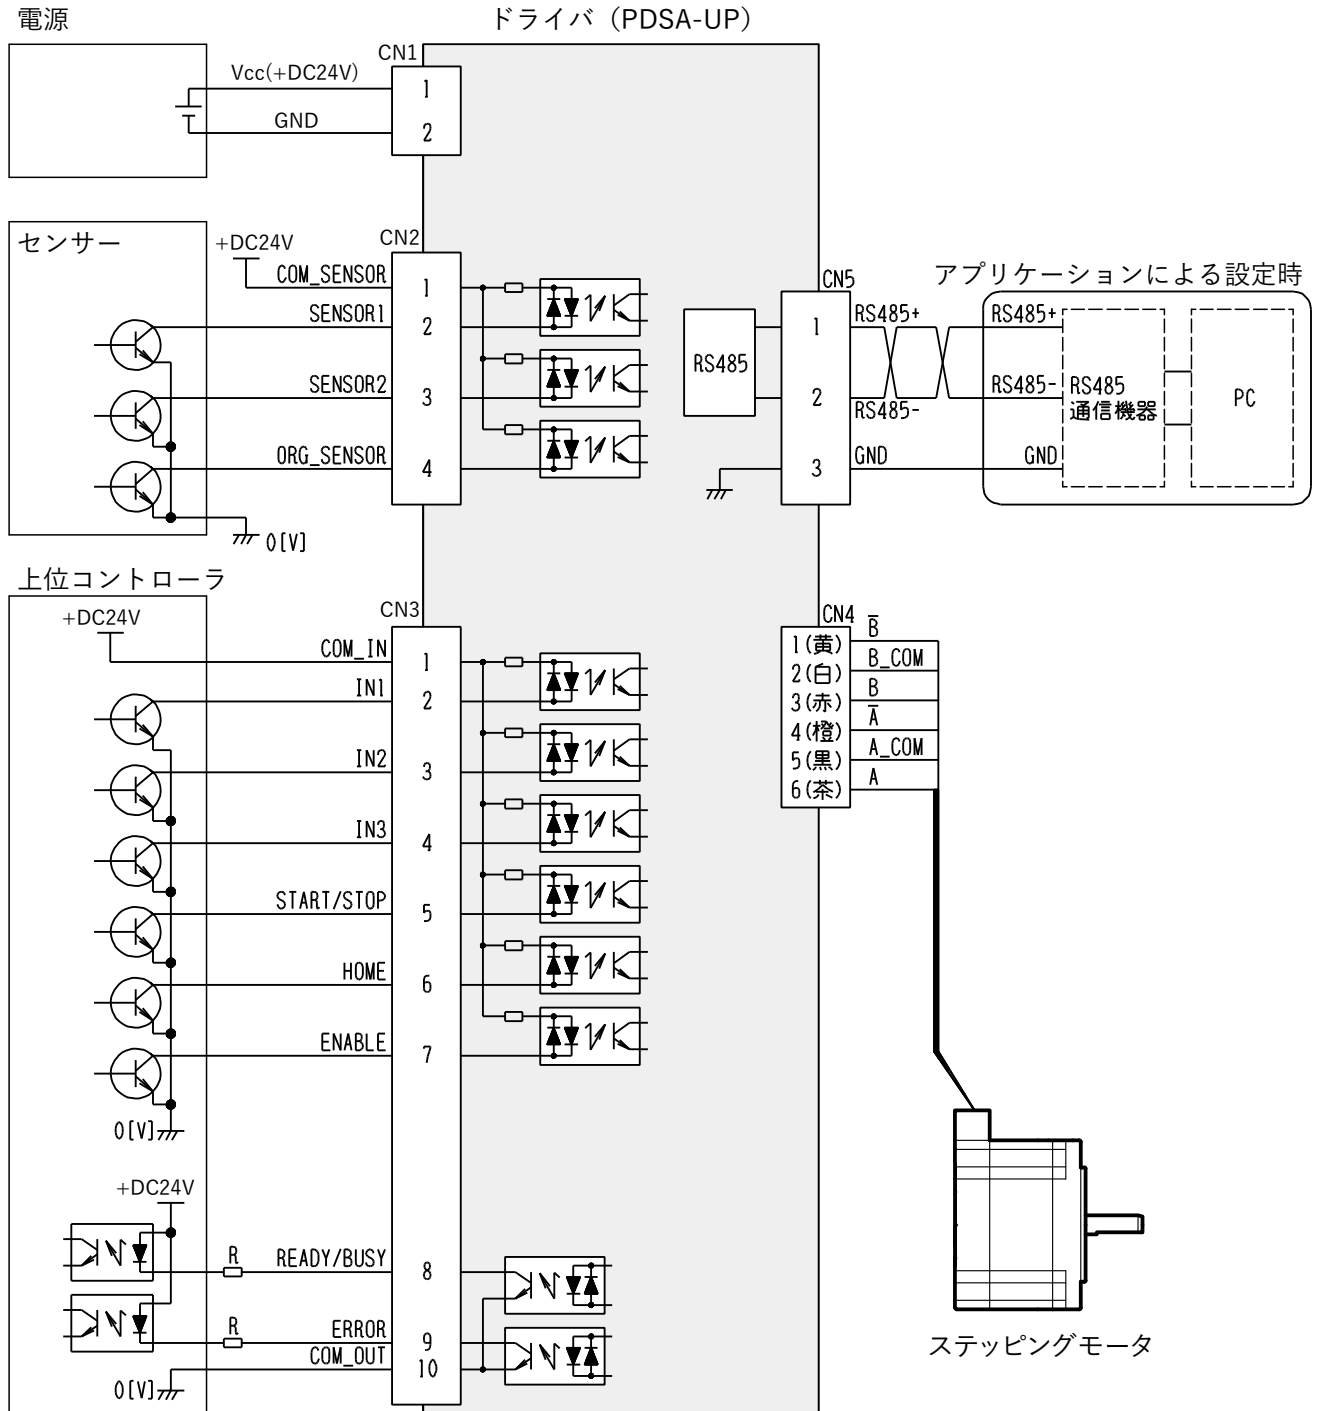 電源
ドライバ（PDSA-UP）
CN1
Vcc(+DC24V)
1
GND
2
センサー
+DC24V
CN2
COM_SENSOR
1
SENSOR1
2
SENSOR2
3
ORG_SENSOR
4
0[V]
RS485
CN5
アプリケーションによる設定時
1
RS485+
RS485+
2
RS485-
RS485-
RS485
通信機器
PC
3
GND
GND
上位コントローラ
+DC24V
CN3
COM_IN
1
IN1
2
IN2
3
IN3
4
START/STOP
5
HOME
6
ENABLE
7
0[V]
CN4
1(黄)
B̅
2(白)
B_COM
3(赤)
B
4(橙)
A̅
5(黒)
A_COM
6(茶)
A
+DC24V
R
READY/BUSY
8
R
ERROR
9
COM_OUT
10
0[V]
ステッピングモータ